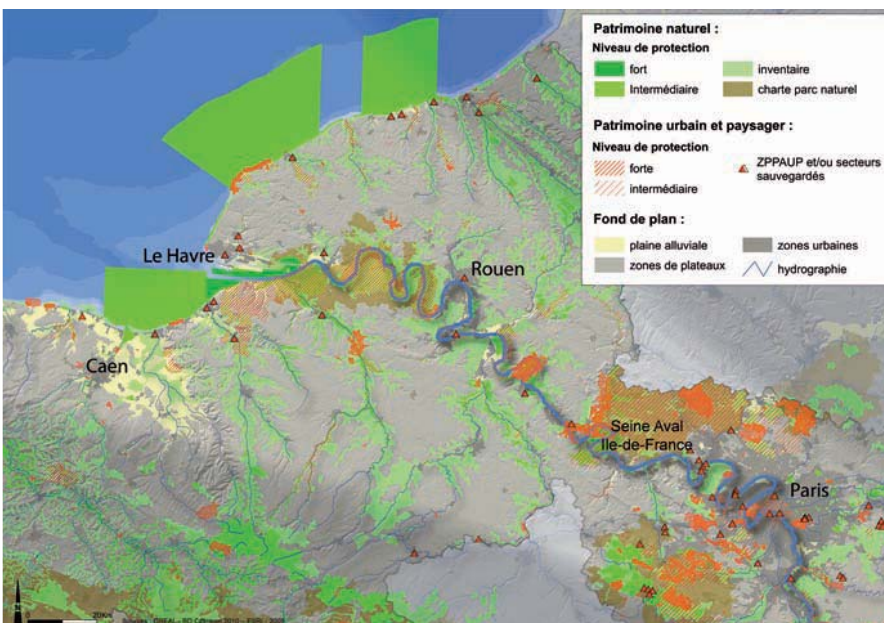 Patrimoine naturel :
Niveau de protection
fort
inventaire
Intermédiaire
charte parc naturel
Patrimoine urbain et paysager :
Niveau de protection
forte
ZPPAUP et/ou secteurs
sauvegardés
intermédiaire
Fond de plan :
plaine alluviale
zones urbaines
zones de plateaux
hydrographie
Le Havre
Rouen
Caen
Seine Aval
Ile-de-France
Paris
0
20Km